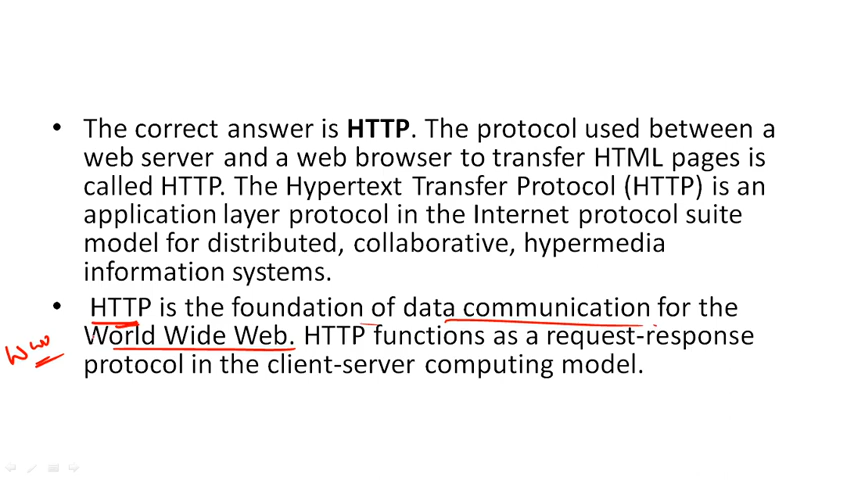 • The correct answer is HTTP. The protocol used between a
web server and a web browser to transfer HTML pages is
called HTTP. The Hypertext Transfer Protocol (HTTP) is an
application layer protocol in the Internet protocol suite
model for distributed, collaborative, hypermedia
information systems.
• HTTP is the foundation of data communication for the
World Wide Web. HTTP functions as a request-response
protocol in the client-server computing model.
www